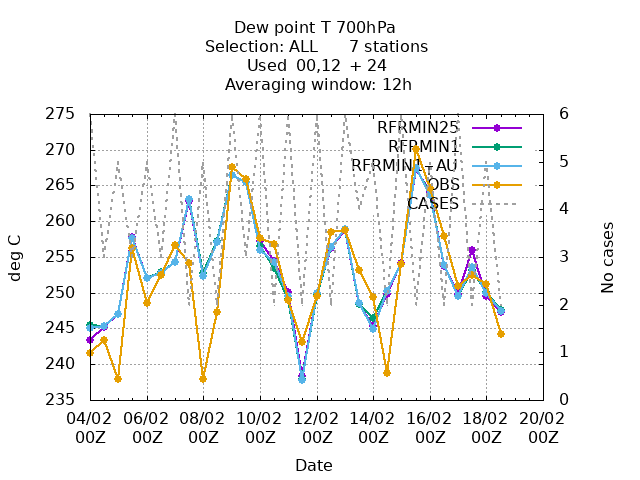 Dew point T 700hPa
Selection: ALL 7 stations
Used 00,12 + 24
Averaging window: 12h
275
270
265
260
255
250
245
240
235
deg C
6
5
4
3
2
1
0
No cases
RFRMIN25
RFRMIN1
RFRMIN1+AU
OBS
CASES
04/02 06/02 08/02 10/02 12/02 14/02 16/02 18/02 20/02
00Z 00Z 00Z 00Z 00Z 00Z 00Z 00Z 00Z
Date